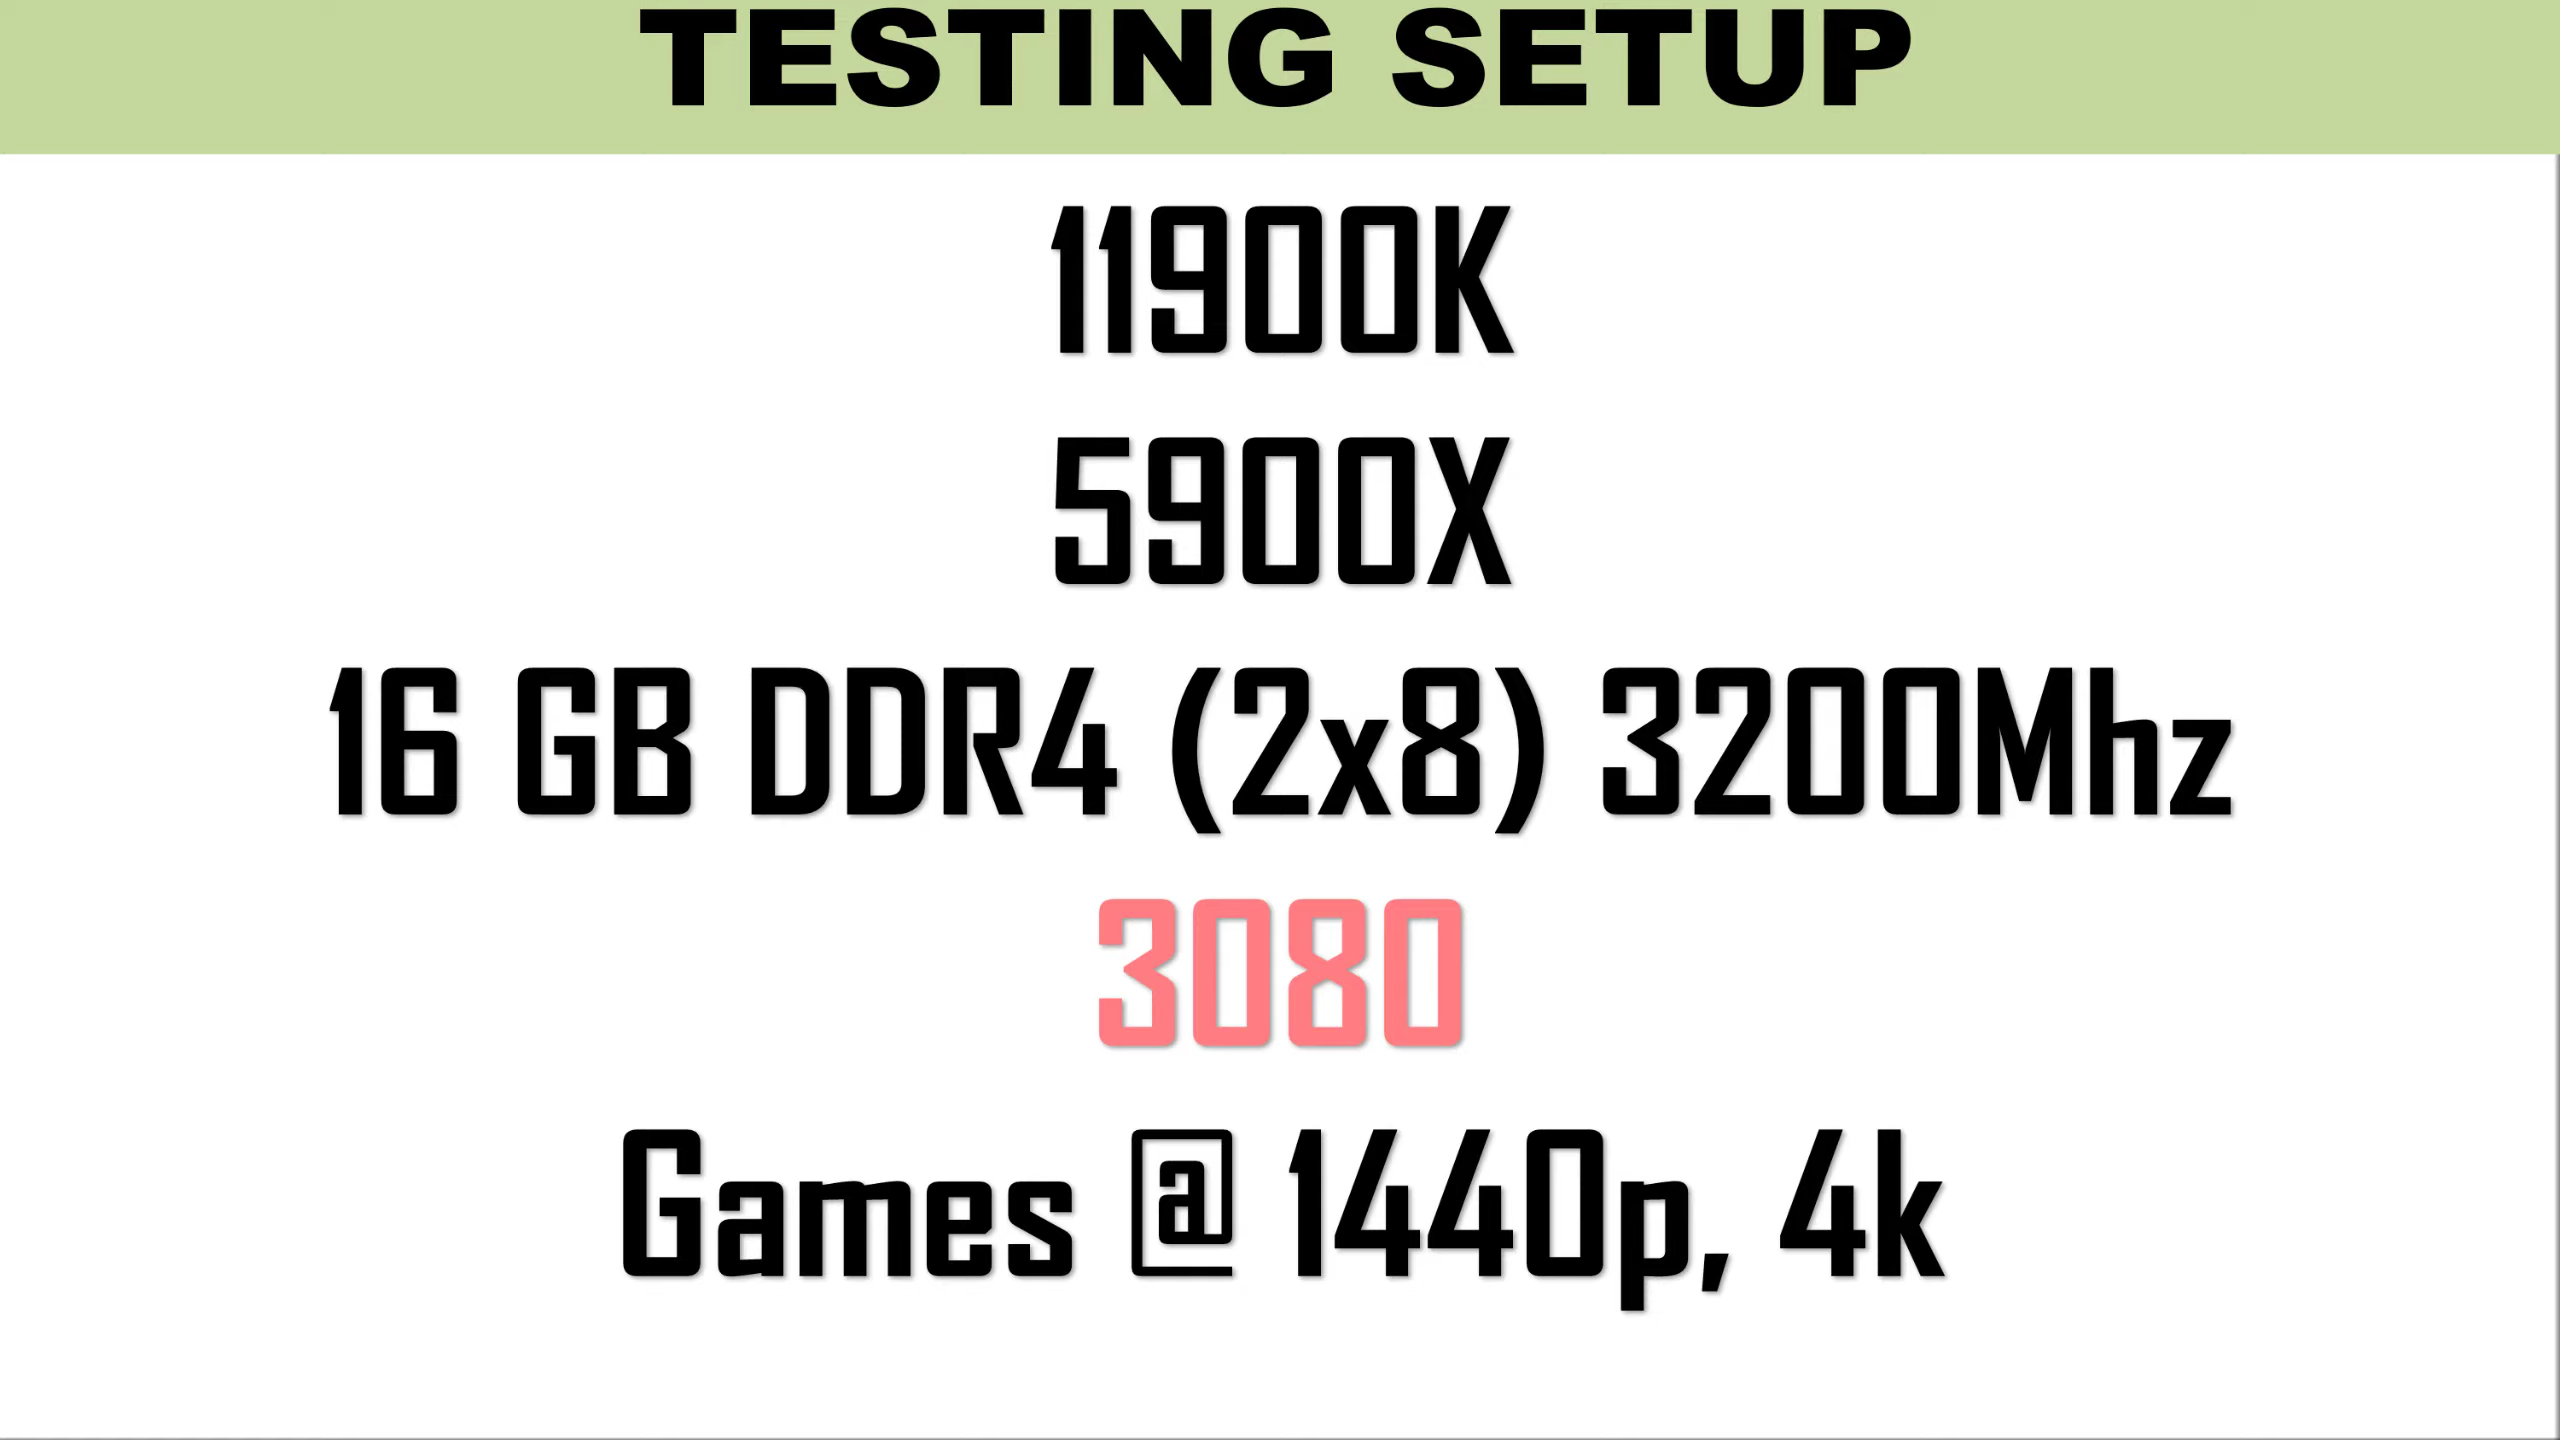 TESTING SETUP
11900K
5900X
16 GB DDR4 (2x8) 3200Mhz
3080
Games @ 1440p, 4k